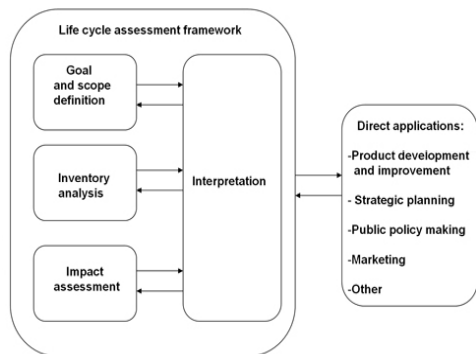 Life cycle assessment framework
Goal
and scope
definition
Inventory
analysis
Impact
assessment
Interpretation
Direct applications:
-Product development
and improvement
- Strategic planning
-Public policy making
-Marketing
-Other